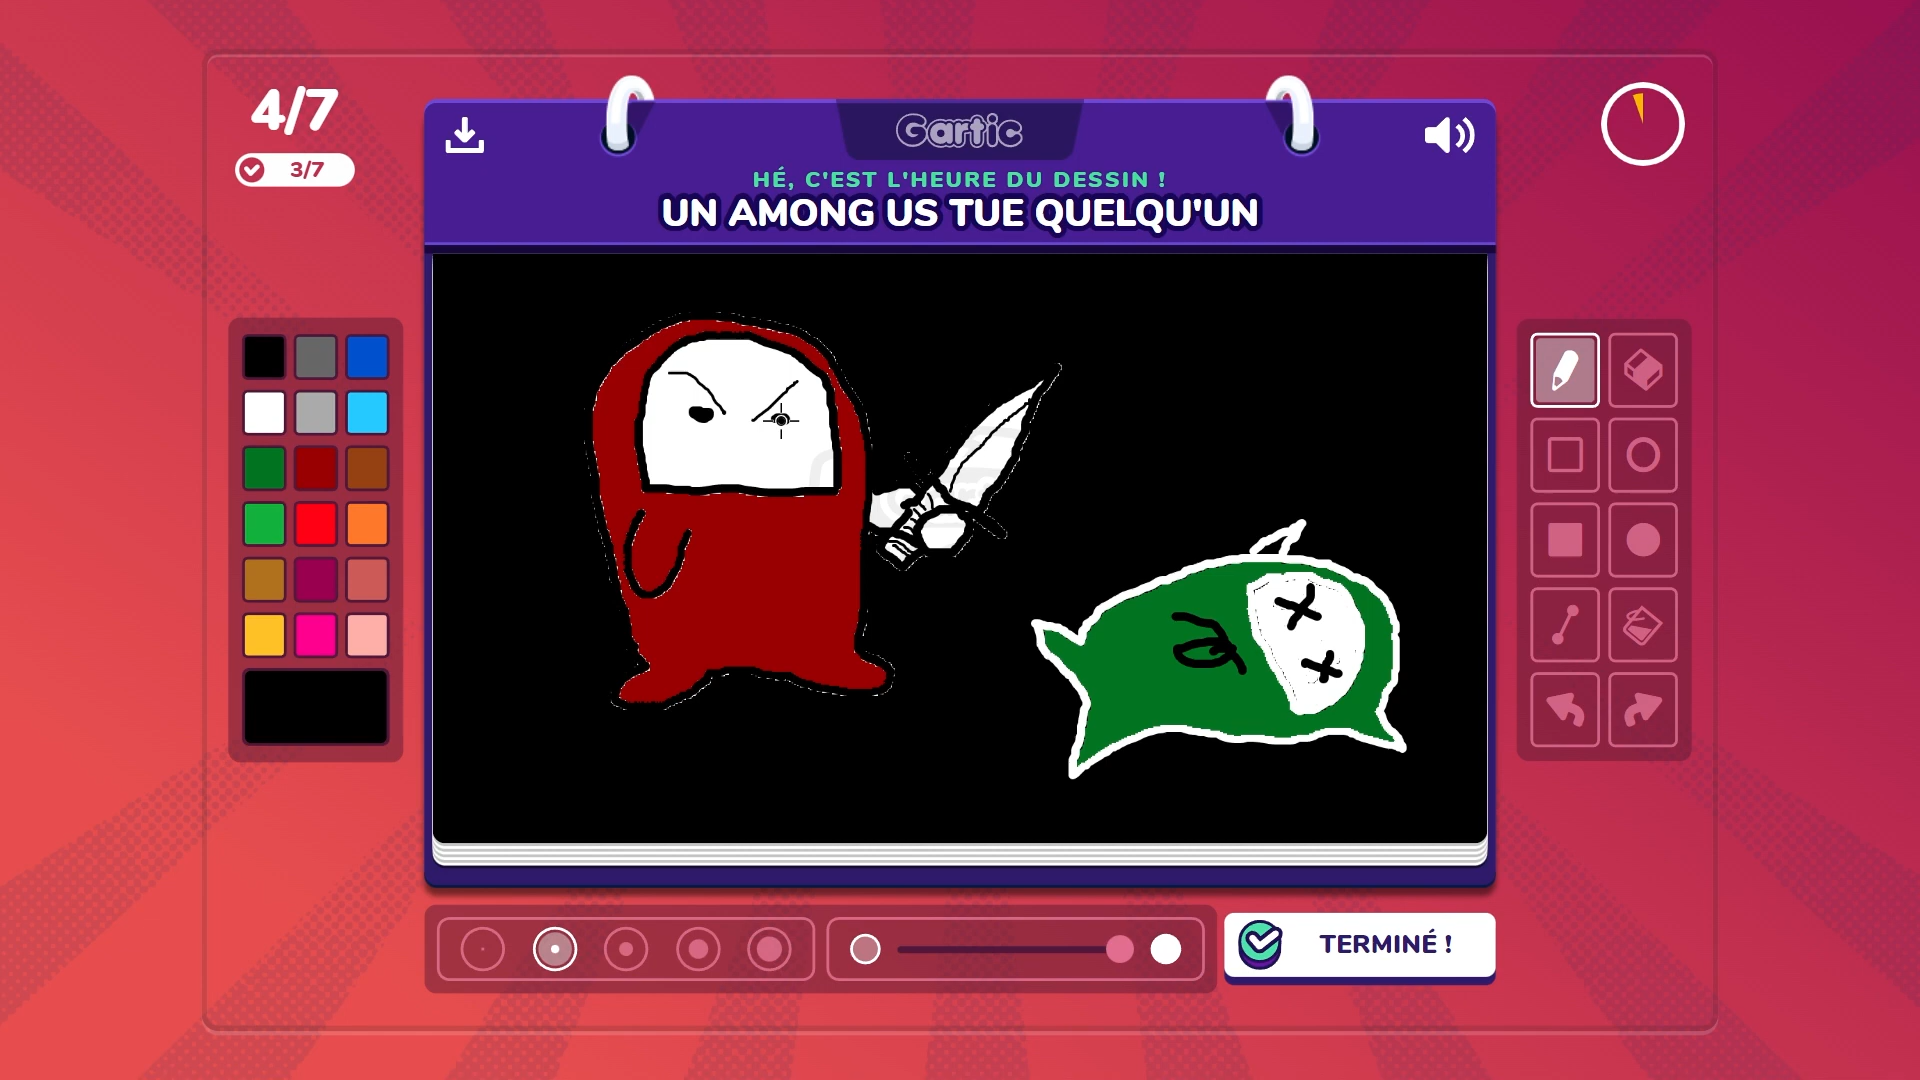 4/7
3/7
Gartic
HÉ, C'EST L'HEURE DU DESSIN !
UN AMONG US TUE QUELQU'UN
TERMINÉ !